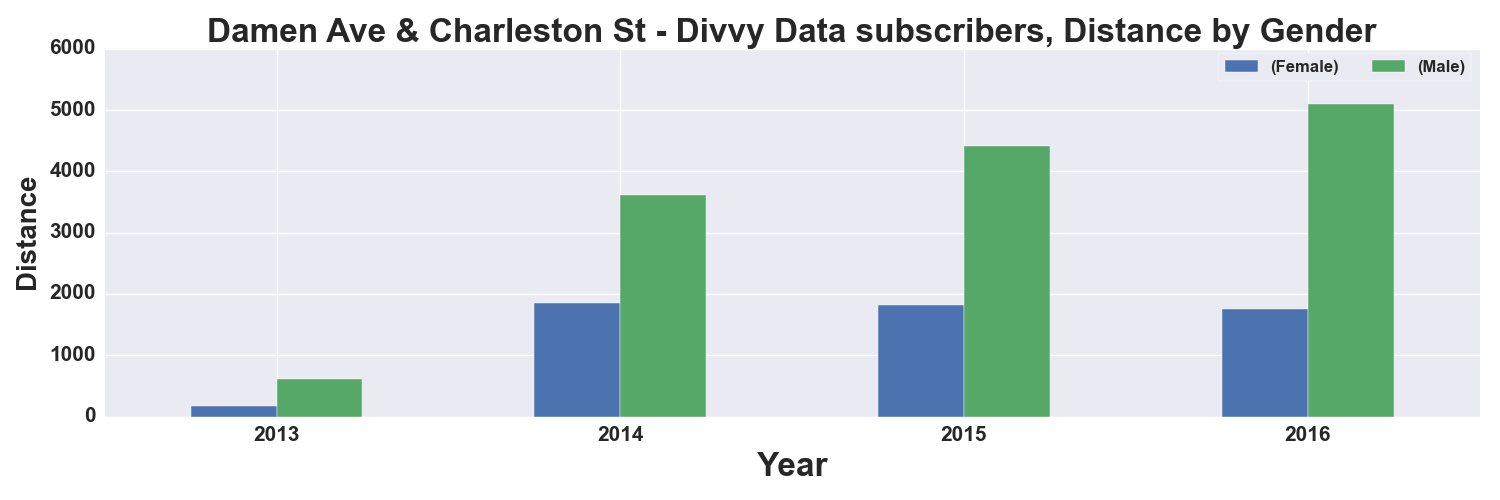 Damen Ave & Charleston St - Divvy Data subscribers, Distance by Gender
(Female) (Male)
Distance
6000
5000
4000
3000
2000
1000
0
2013 2014 2015 2016
Year